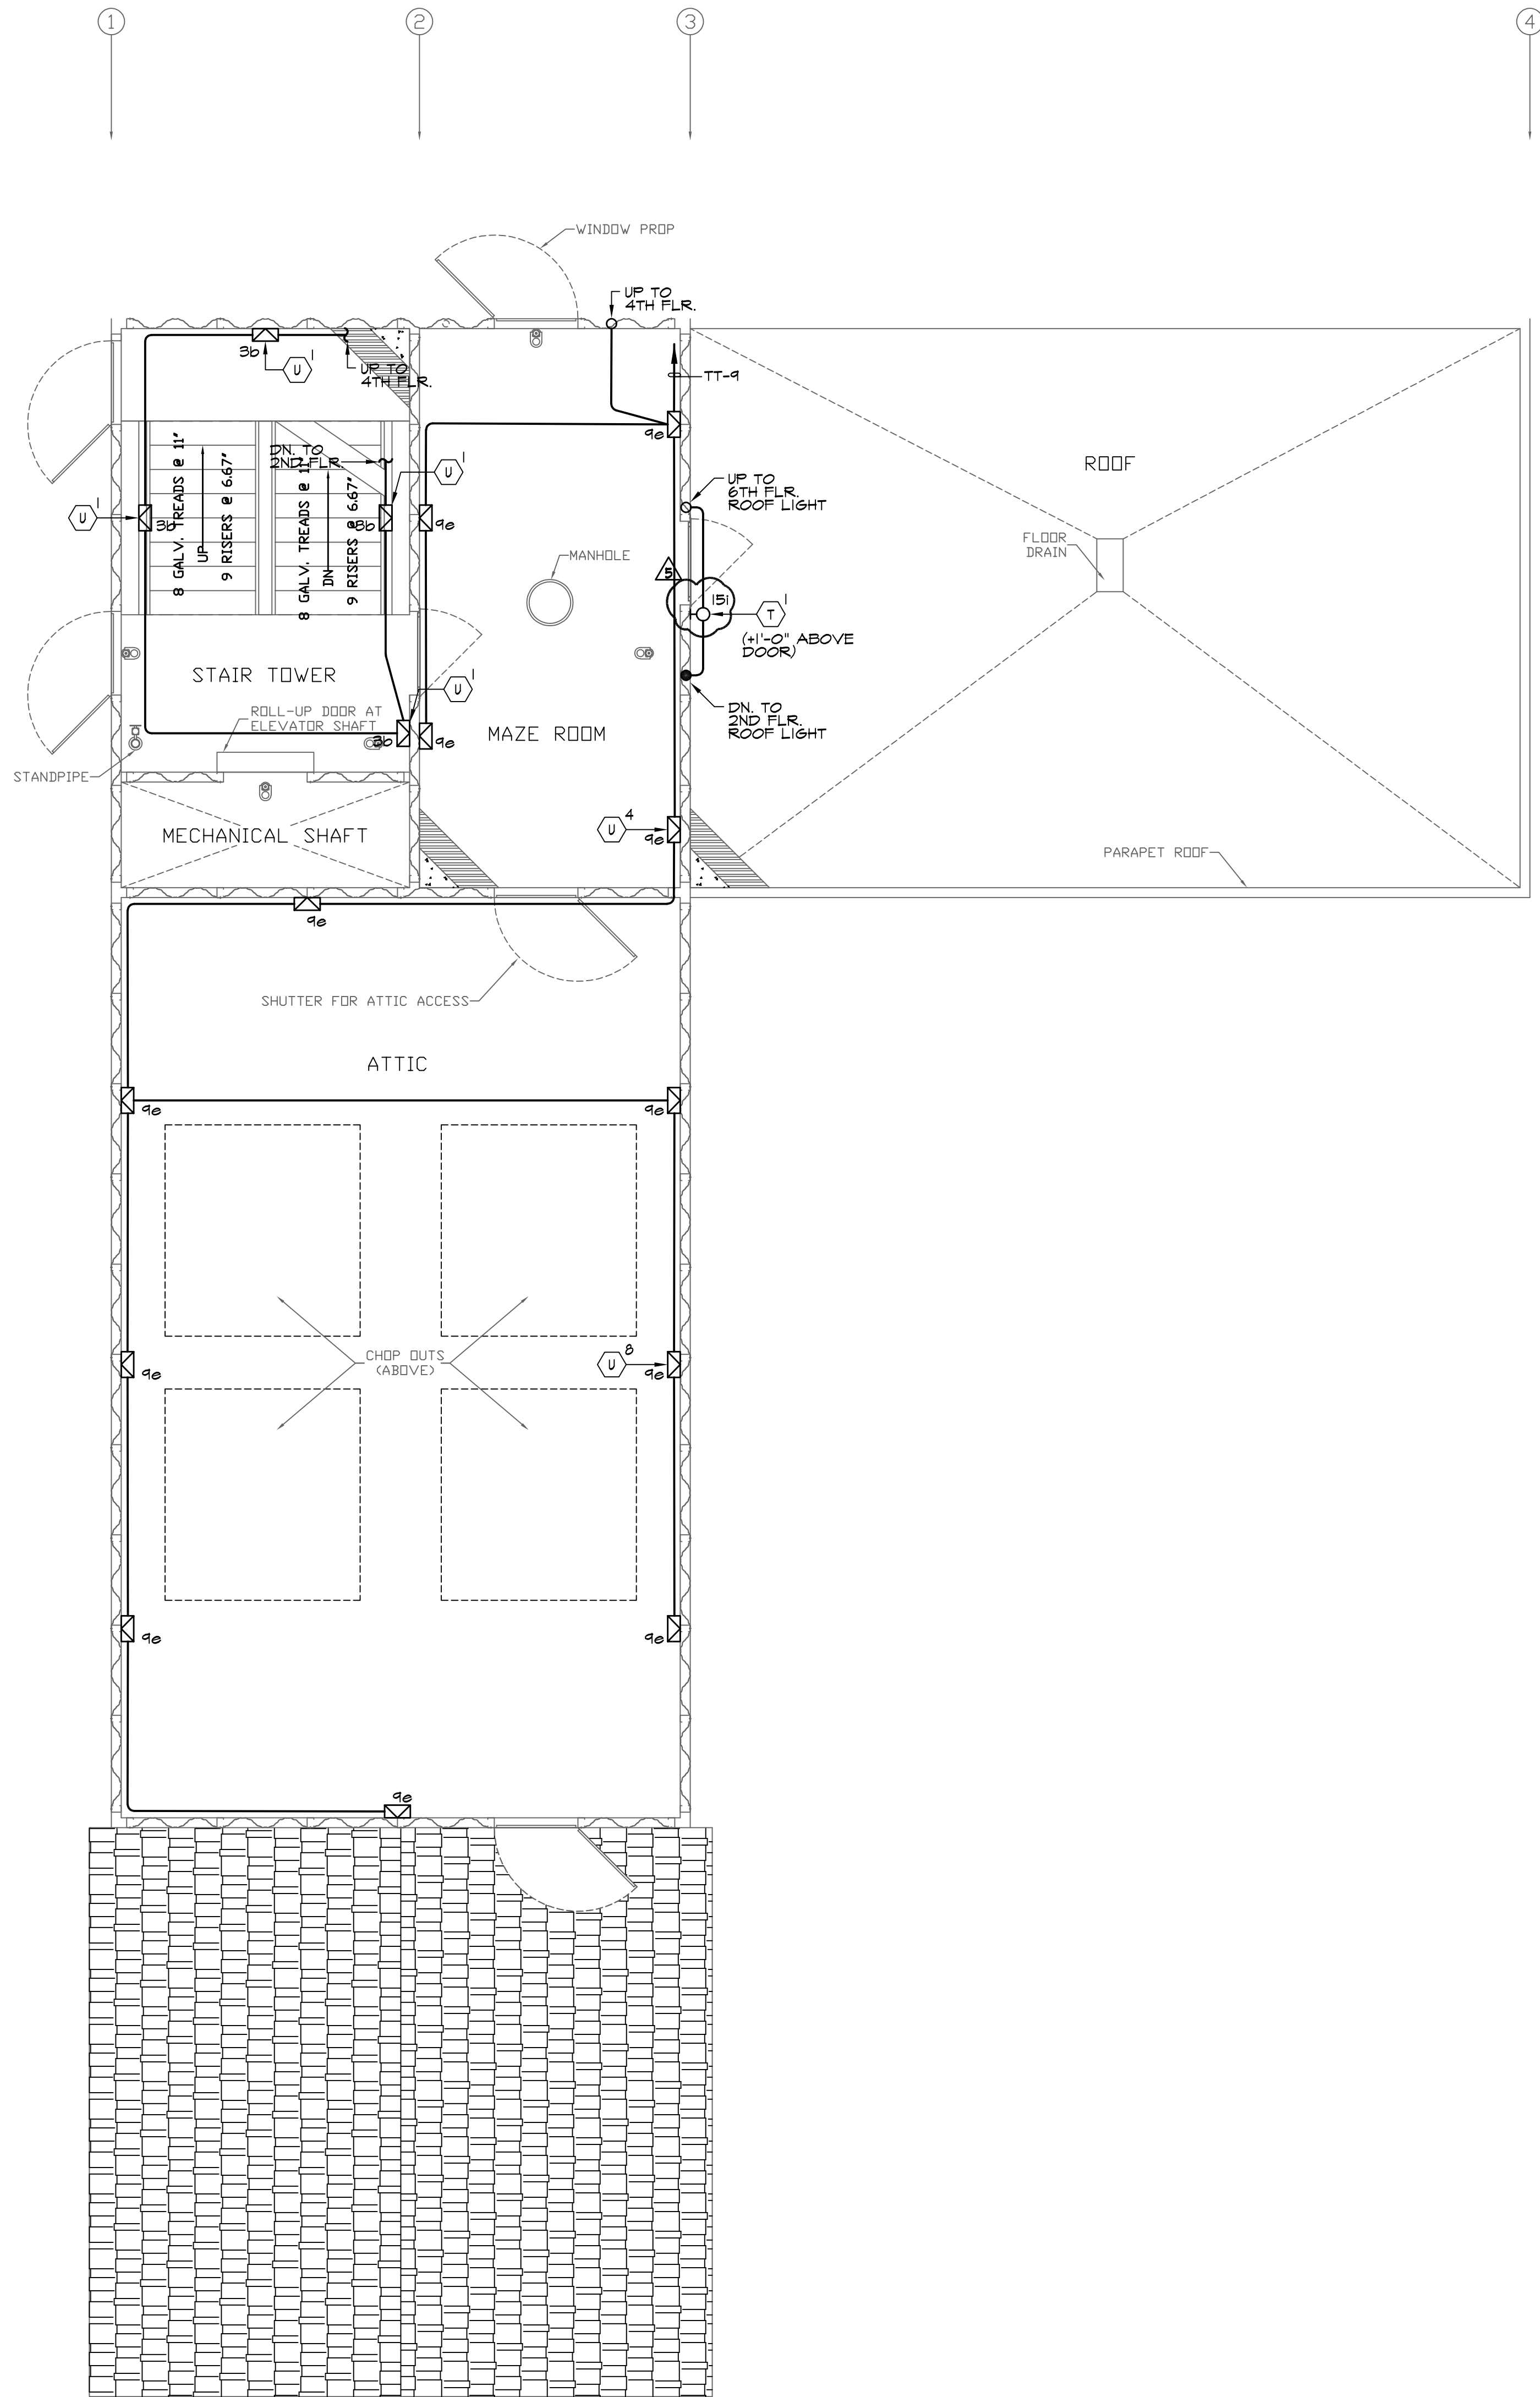 1
2
3
4
WINDOW PROP
UP TO
4TH FLR.
3b
U
1
UP TO
4TH FLR.
TT-9
9e
ROOF
8 GALV. TREADS @ 11"
UP
9 RISERS @ 6.67"
DN. TO
2ND FLR.
8 GALV. TREADS @ 11"
DN
9 RISERS @ 6.67"
U
1
U
1
3b
3b
9e
UP TO
6TH FLR.
ROOF LIGHT
FLOOR
DRAIN
MANHOLE
5
15i
T
1
(+1'-0" ABOVE
DOOR)
STAIR TOWER
U
1
ROLL-UP DOOR AT
ELEVATOR SHAFT
3b
9e
MAZE ROOM
DN. TO
2ND FLR.
ROOF LIGHT
STANDPIPE
MECHANICAL SHAFT
U
4
9e
PARAPET ROOF
9e
SHUTTER FOR ATTIC ACCESS
ATTIC
9e
9e
CHOP OUTS
(ABOVE)
U
8
9e
9e
9e
9e
9e